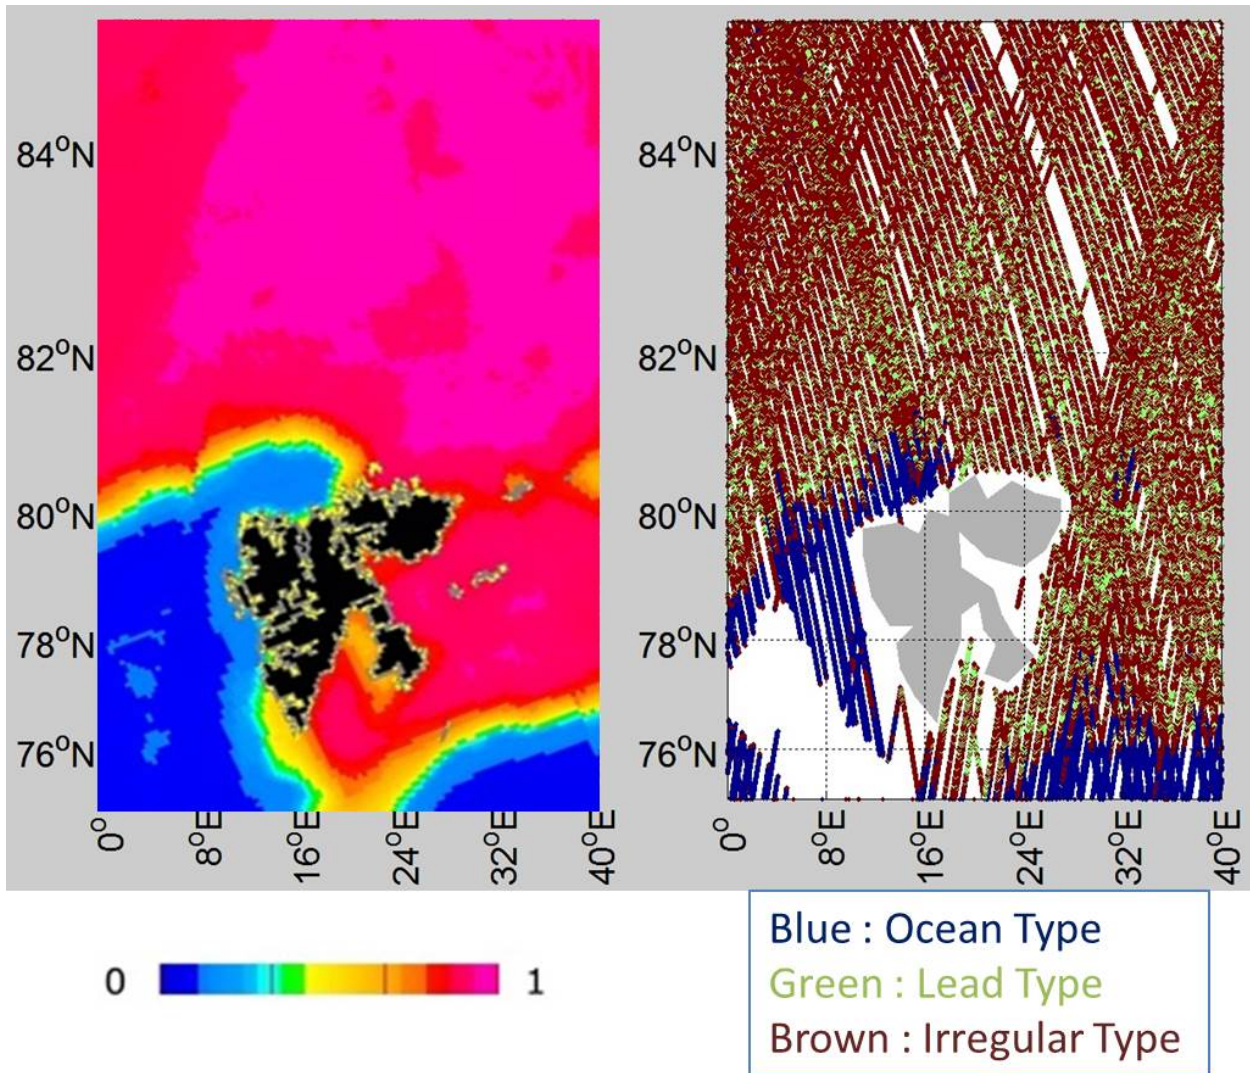 84°N
82°N
80°N
78°N
76°N
0°
8°E
16°E
24°E
32°E
40°E
84°N
82°N
80°N
78°N
76°N
0°
8°E
16°E
24°E
32°E
40°E
0 1
Blue : Ocean Type
Green : Lead Type
Brown : Irregular Type